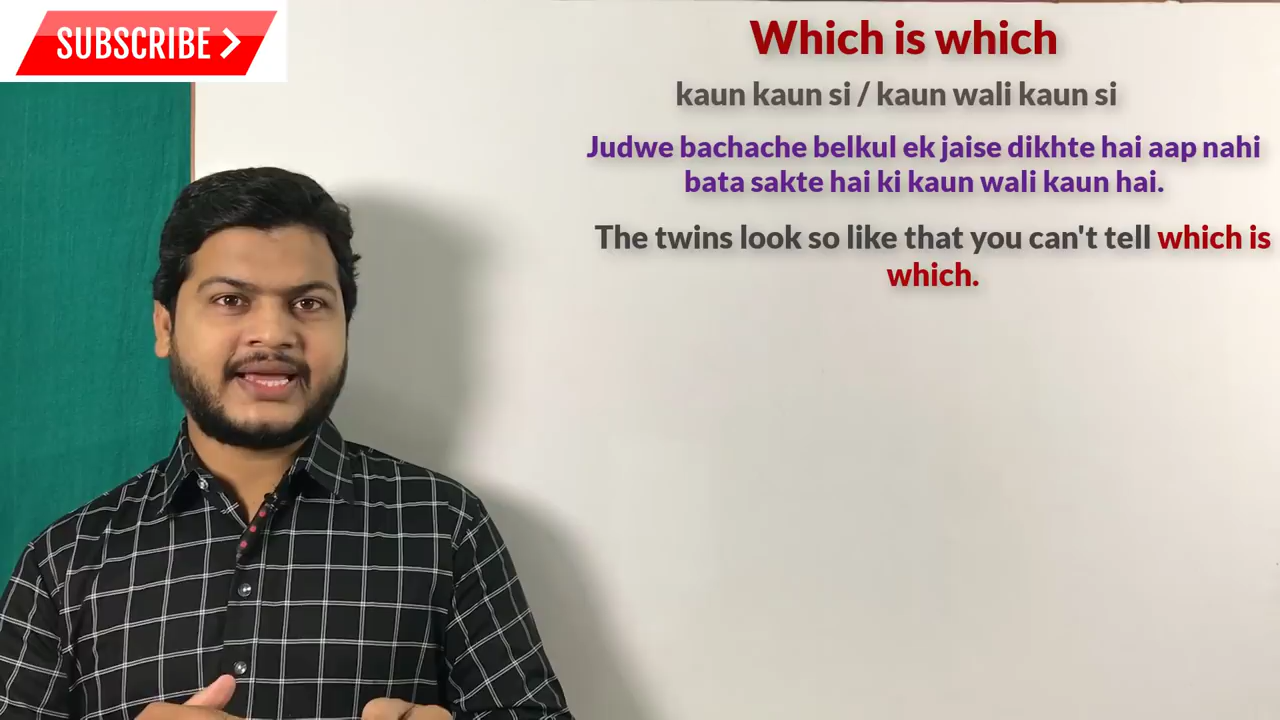 SUBSCRIBE
Which is which
kaun kaun si / kaun wali kaun si
Judwe bachache belkul ek jaise dikhte hai aap nahi
bata sakte hai ki kaun wali kaun hai.
The twins look so like that you can't tell which is
which.